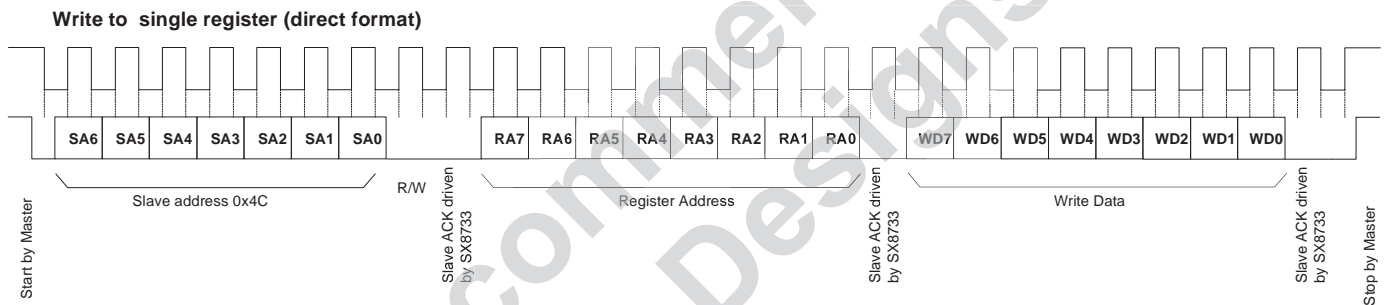 Write to single register (direct format)
SA6 SA5 SA4 SA3 SA2 SA1 SA0 RA7 RA6 RA5 RA4 RA3 RA2 RA1 RA0 WD7 WD6 WD5 WD4 WD3 WD2 WD1 WD0
Start by Master
Slave address 0x4C
R/W
Slave ACK driven
by SX8733
Register Address
Slave ACK driven
by SX8733
Write Data
Slave ACK driven
by SX8733
Stop by Master
comme
Designs